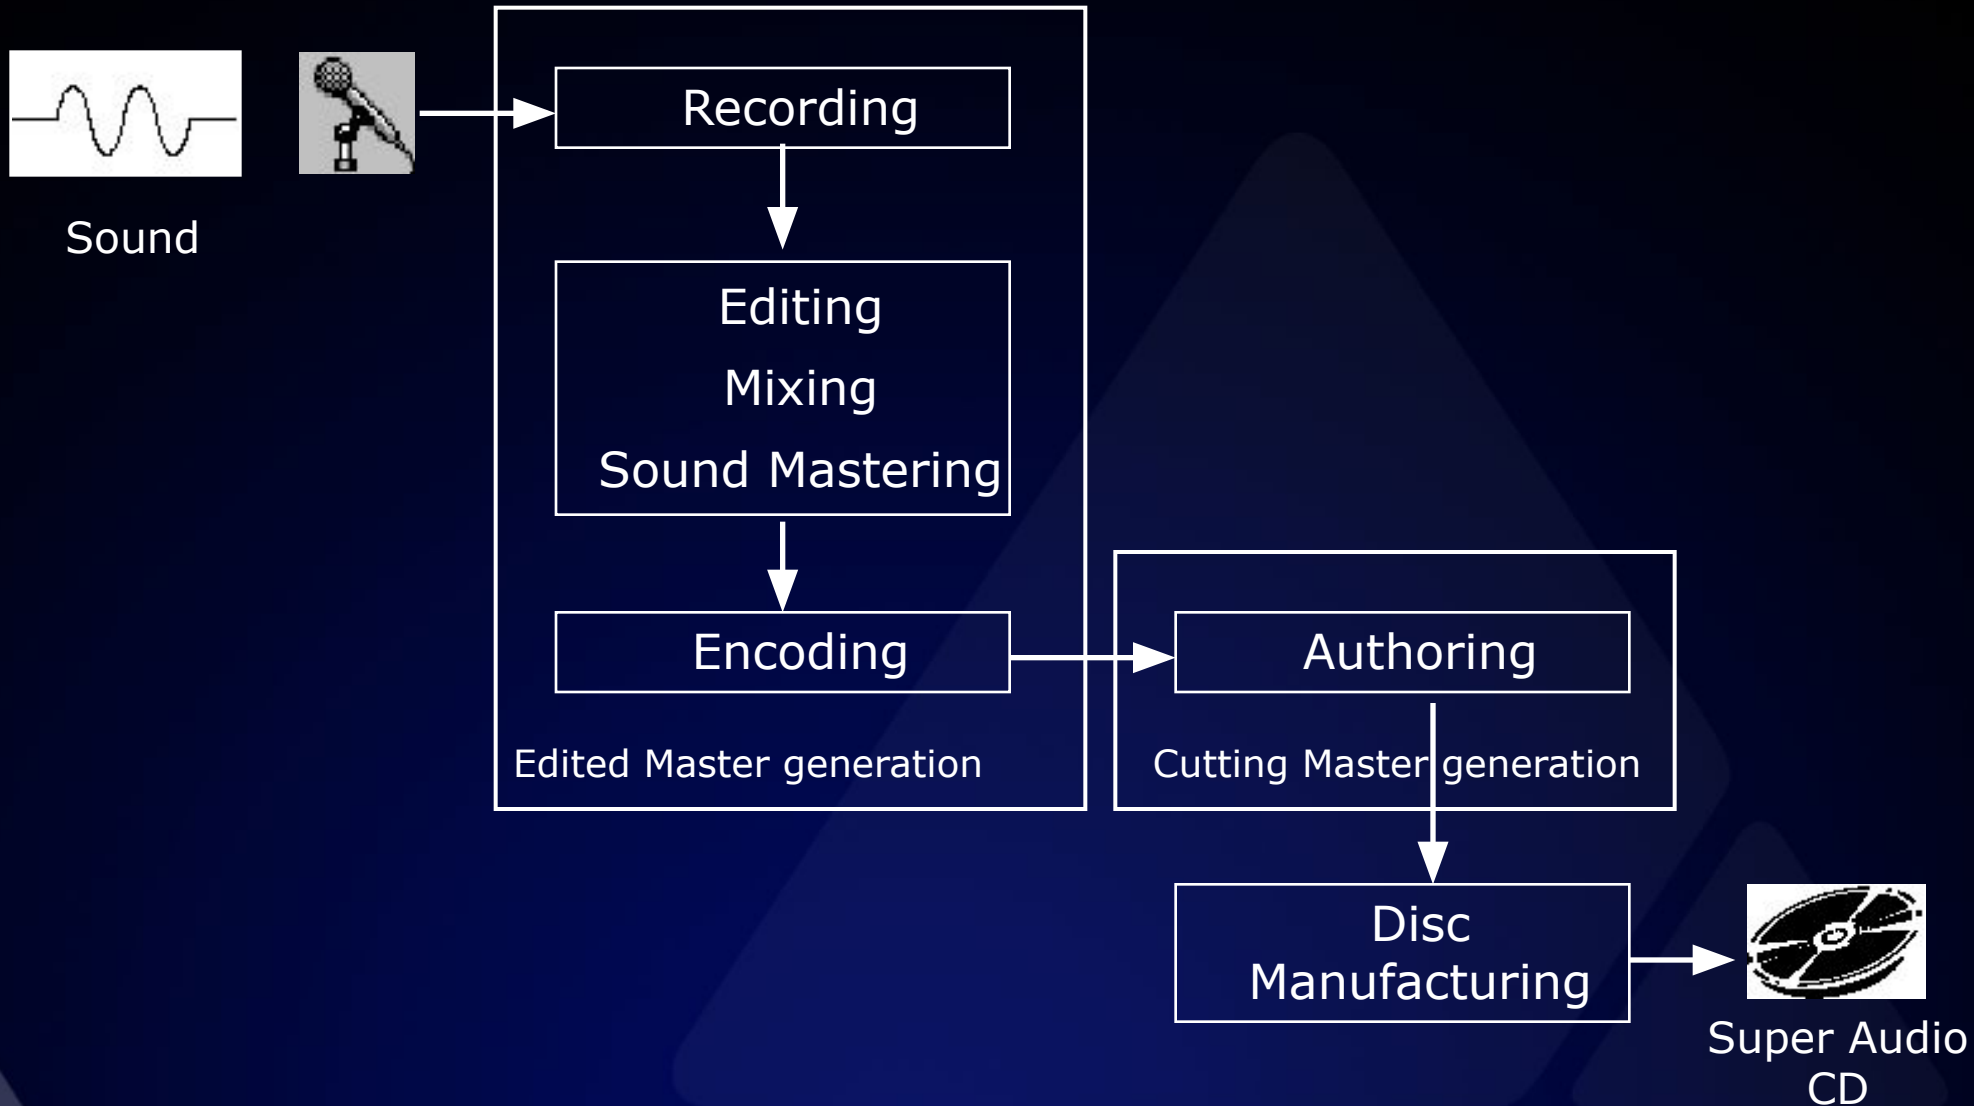 Sound
Recording
Editing
Mixing
Sound Mastering
Encoding
Edited Master generation
Authoring
Cutting Master generation
Disc
Manufacturing
Super Audio
CD